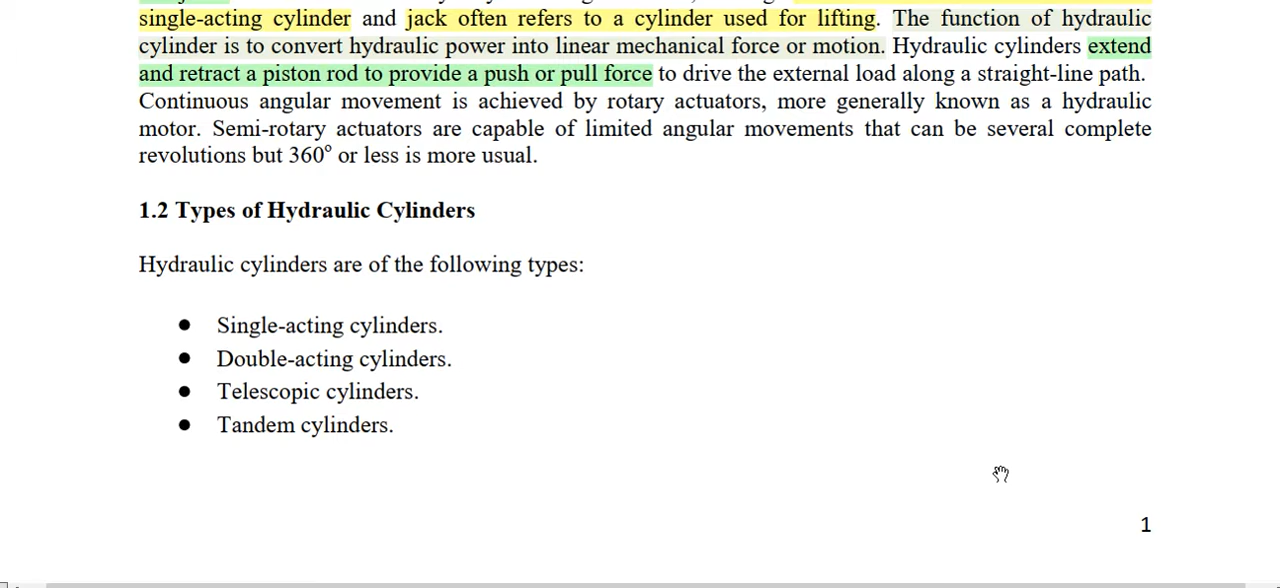 single-acting cylinder and jack often refers to a cylinder used for lifting. The function of hydraulic
cylinder is to convert hydraulic power into linear mechanical force or motion. Hydraulic cylinders extend
and retract a piston rod to provide a push or pull force to drive the external load along a straight-line path.
Continuous angular movement is achieved by rotary actuators, more generally known as a hydraulic
motor. Semi-rotary actuators are capable of limited angular movements that can be several complete
revolutions but 360º or less is more usual.
1.2 Types of Hydraulic Cylinders
Hydraulic cylinders are of the following types:
● Single-acting cylinders.
● Double-acting cylinders.
● Telescopic cylinders.
● Tandem cylinders.
1